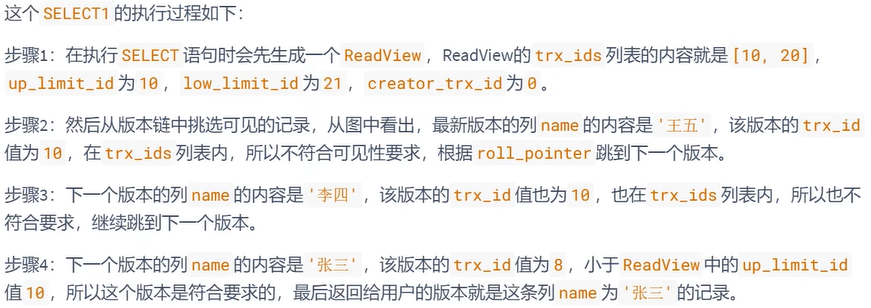 这个 SELECT1 的执行过程如下：
步骤1：在执行 SELECT 语句时会先生成一个 ReadView，ReadView的 trx_ids 列表的内容就是 [10, 20]，
up_limit_id 为 10，low_limit_id 为 21，creator_trx_id 为 0。
步骤2：然后从版本链中挑选可见的记录，从图中看出，最新版本的列 name 的内容是 '王五'，该版本的 trx_id
值为 10，在 trx_ids 列表内，所以不符合可见性要求，根据 roll_pointer 跳到下一个版本。
步骤3：下一个版本的列 name 的内容是 '李四'，该版本的 trx_id 值也为 10，也在 trx_ids 列表内，所以也不
符合要求，继续跳到下一个版本。
步骤4：下一个版本的列 name 的内容是 '张三'，该版本的 trx_id 值为 8，小于 ReadView 中的 up_limit_id
值 10，所以这个版本是符合要求的，最后返回给用户的版本就是这条列 name 为 '张三' 的记录。